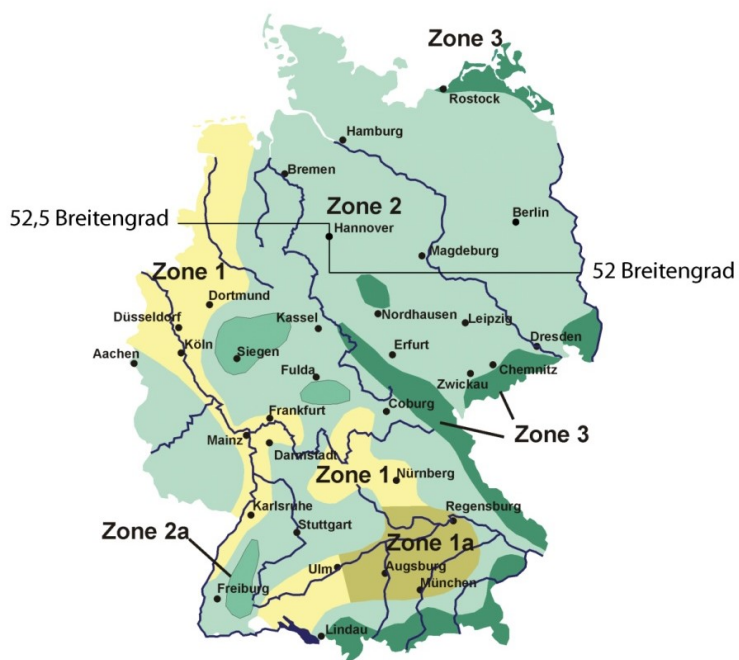 Zone 3
Rostock
Hamburg
Bremen
Zone 2
Berlin
52,5 Breitengrad
Hannover
Magdeburg
Zone 1
52 Breitengrad
Dortmund
Düsseldorf
Kassel
Nordhausen
Leipzig
Köln
Siegen
Erfurt
Dresden
Aachen
Fulda
Chemnitz
Zwickau
Frankfurt
Coburg
Zone 3
Mainz
Darmstadt
Zone 1
Nürnberg
Karlsruhe
Regensburg
Zone 2a
Stuttgart
Zone 1a
Ulm
Augsburg
München
Freiburg
Lindau